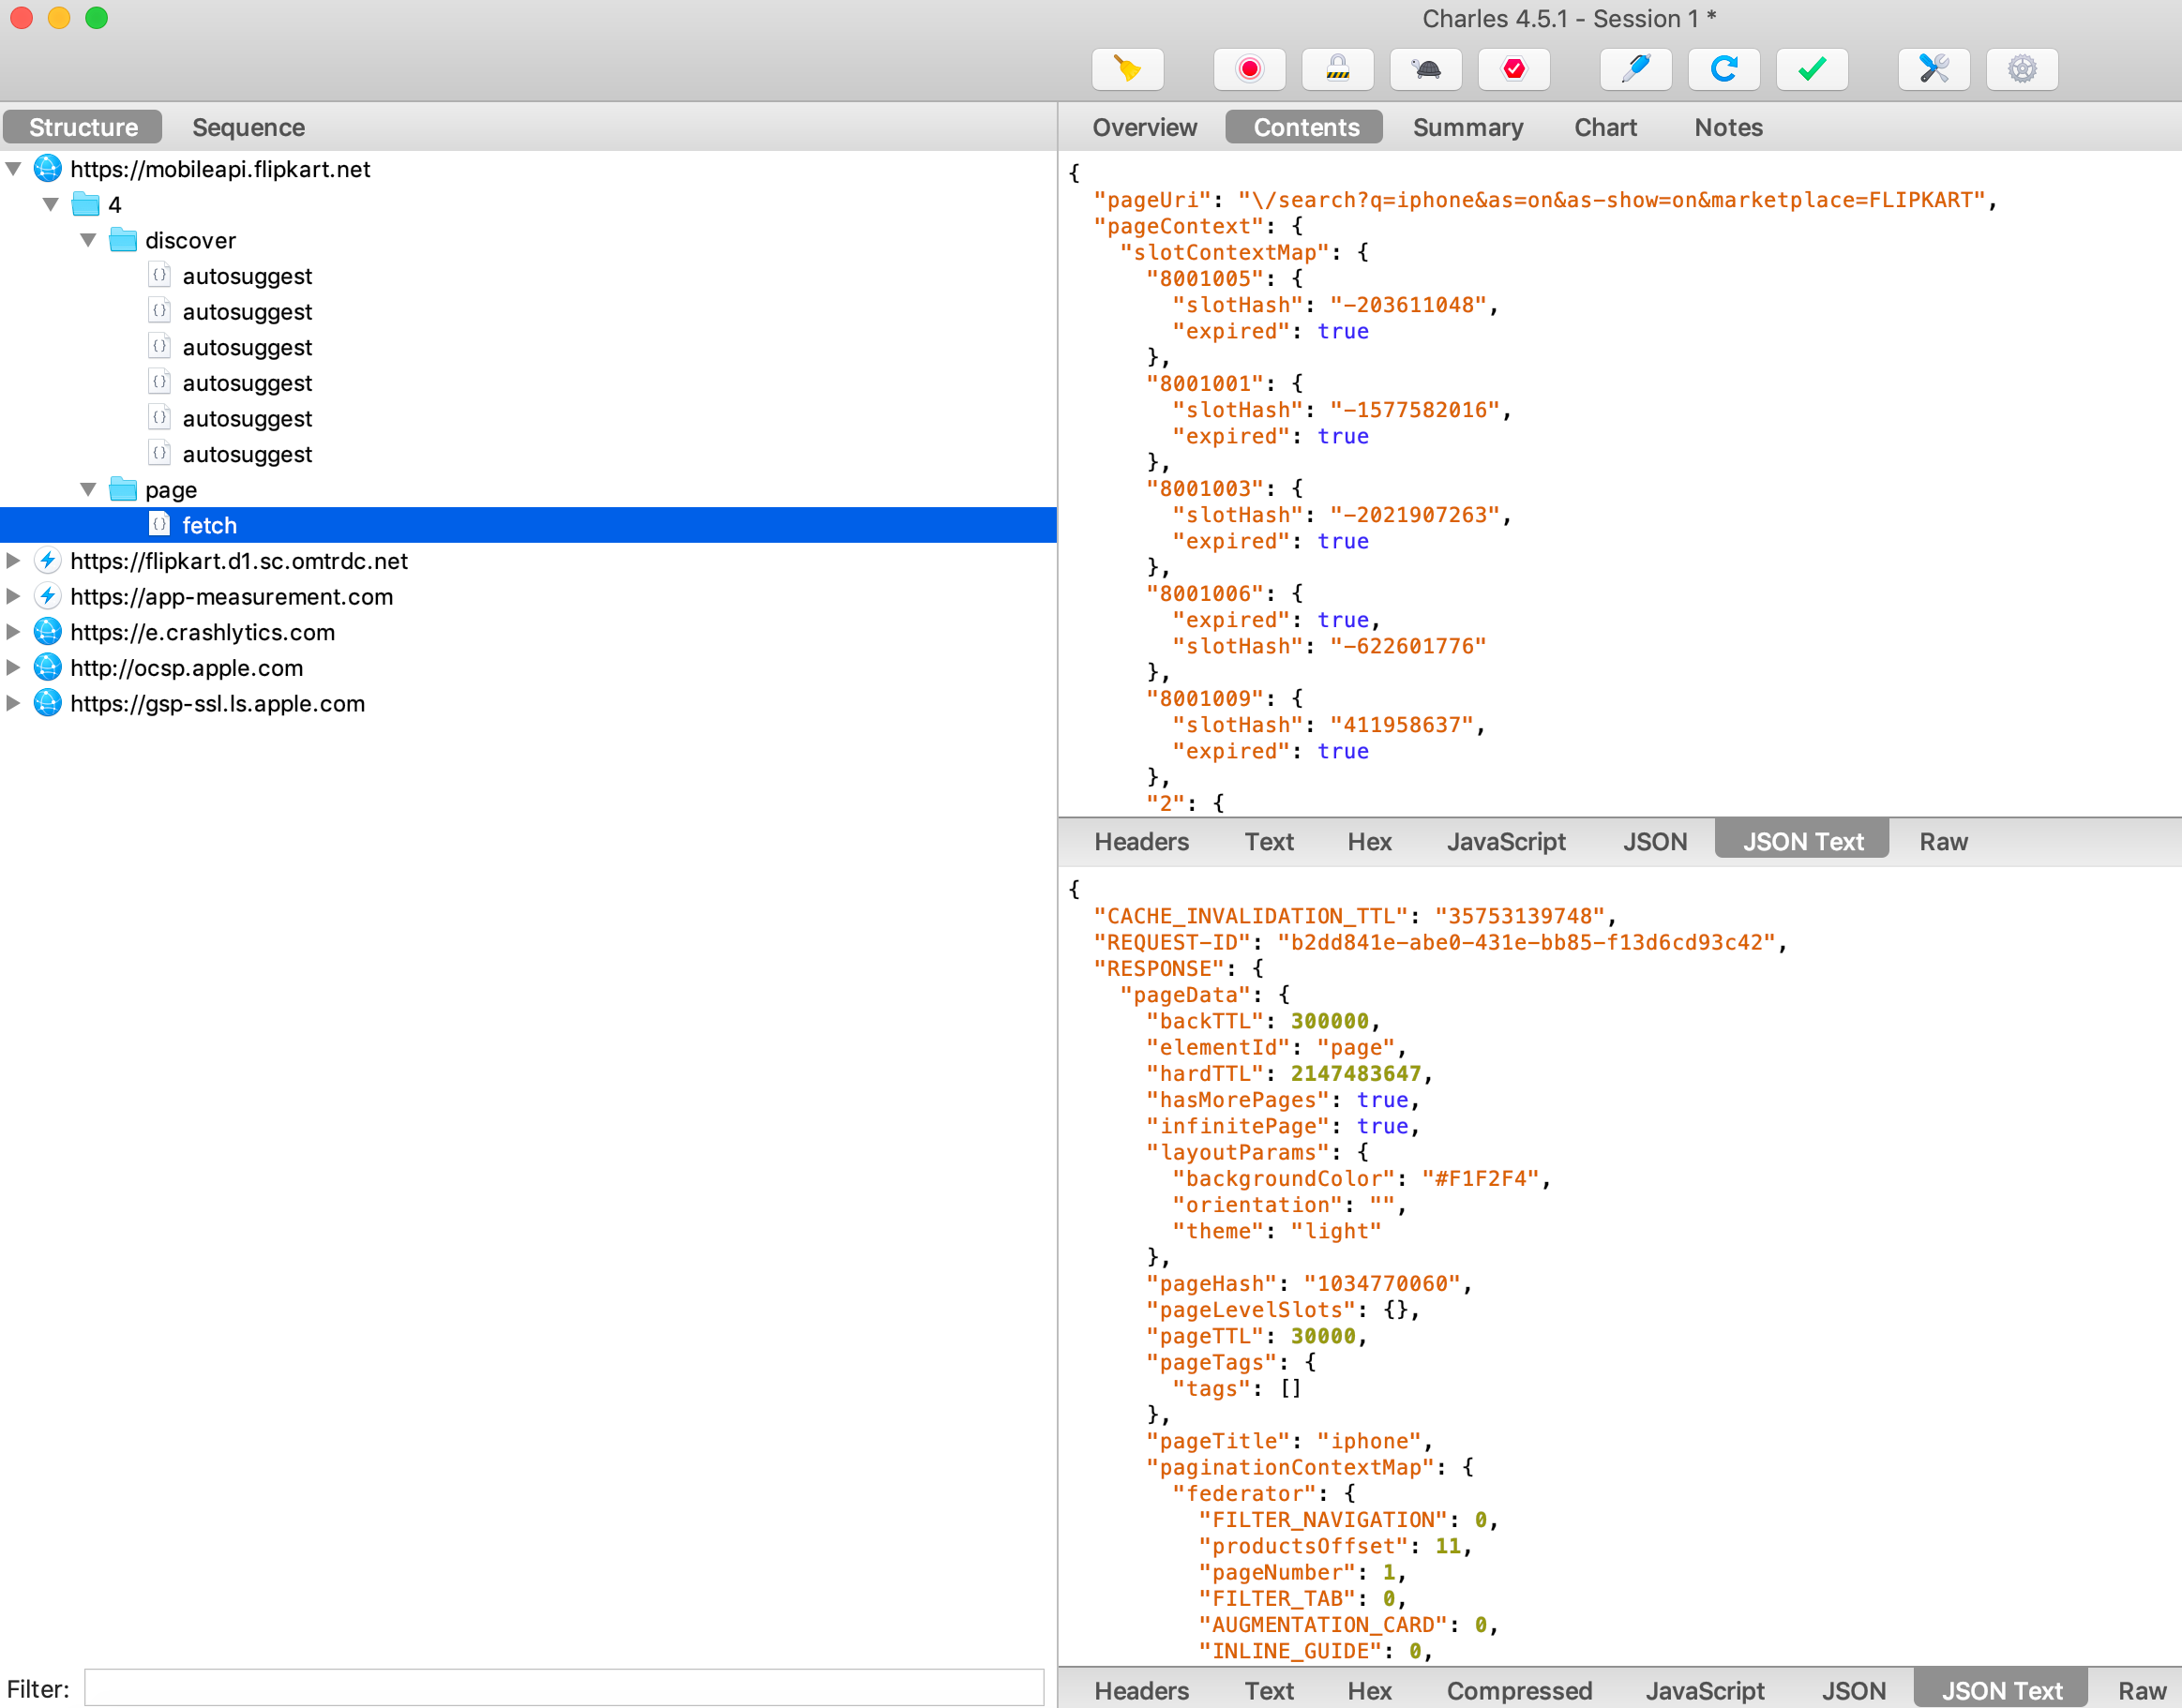 Charles 4.5.1 - Session 1 *
Structure Sequence
https://mobileapi.flipkart.net
4
discover
autosuggest
autosuggest
autosuggest
autosuggest
autosuggest
autosuggest
page
fetch
https://flipkart.d1.sc.omtrdc.net
https://app-measurement.com
https://e.crashlytics.com
http://ocsp.apple.com
https://gsp-ssl.ls.apple.com
Filter:
Overview Contents Summary Chart Notes
{
"pageUri": "\/search?q=iphone&as=on&as-show=on&marketplace=FLIPKART",
"pageContext": {
"slotContextMap": {
"8001005": {
"slotHash": "-203611048",
"expired": true
},
"8001001": {
"slotHash": "-1577582016",
"expired": true
},
"8001003": {
"slotHash": "-2021907263",
"expired": true
},
"8001006": {
"expired": true,
"slotHash": "-622601776"
},
"8001009": {
"slotHash": "411958637",
"expired": true
},
"2": {
Headers Text Hex JavaScript JSON JSON Text Raw
{
"CACHE_INVALIDATION_TTL": "35753139748",
"REQUEST-ID": "b2dd841e-abe0-431e-bb85-f13d6cd93c42",
"RESPONSE": {
"pageData": {
"backTTL": 300000,
"elementId": "page",
"hardTTL": 2147483647,
"hasMorePages": true,
"infinitePage": true,
"layoutParams": {
"backgroundColor": "#F1F2F4",
"orientation": "",
"theme": "light"
},
"pageHash": "1034770060",
"pageLevelSlots": {},
"pageTTL": 30000,
"pageTags": {
"tags": []
},
"pageTitle": "iphone",
"paginationContextMap": {
"federator": {
"FILTER_NAVIGATION": 0,
"productsOffset": 11,
"pageNumber": 1,
"FILTER_TAB": 0,
"AUGMENTATION_CARD": 0,
"INLINE_GUIDE": 0,
Headers Text Hex Compressed JavaScript JSON JSON Text Raw